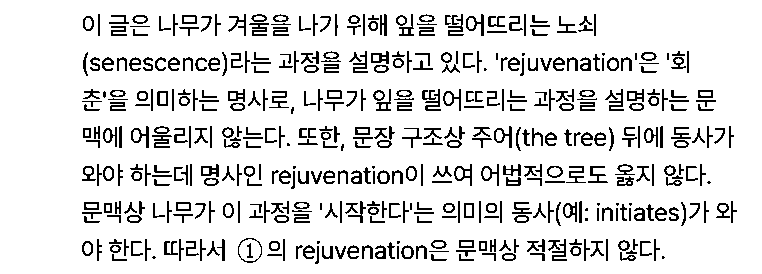 이 글은 나무가 겨울을 나기 위해 잎을 떨어뜨리는 노쇠
(senescence)라는 과정을 설명하고 있다. 'rejuvenation'은 '회
춘'을 의미하는 명사로, 나무가 잎을 떨어뜨리는 과정을 설명하는 문
맥에 어울리지 않는다. 또한, 문장 구조상 주어(the tree) 뒤에 동사가
와야 하는데 명사인 rejuvenation이 쓰여 어법적으로도 옳지 않다.
문맥상 나무가 이 과정을 '시작한다'는 의미의 동사(예: initiates)가 와
야 한다. 따라서 ①의 rejuvenation은 문맥상 적절하지 않다.